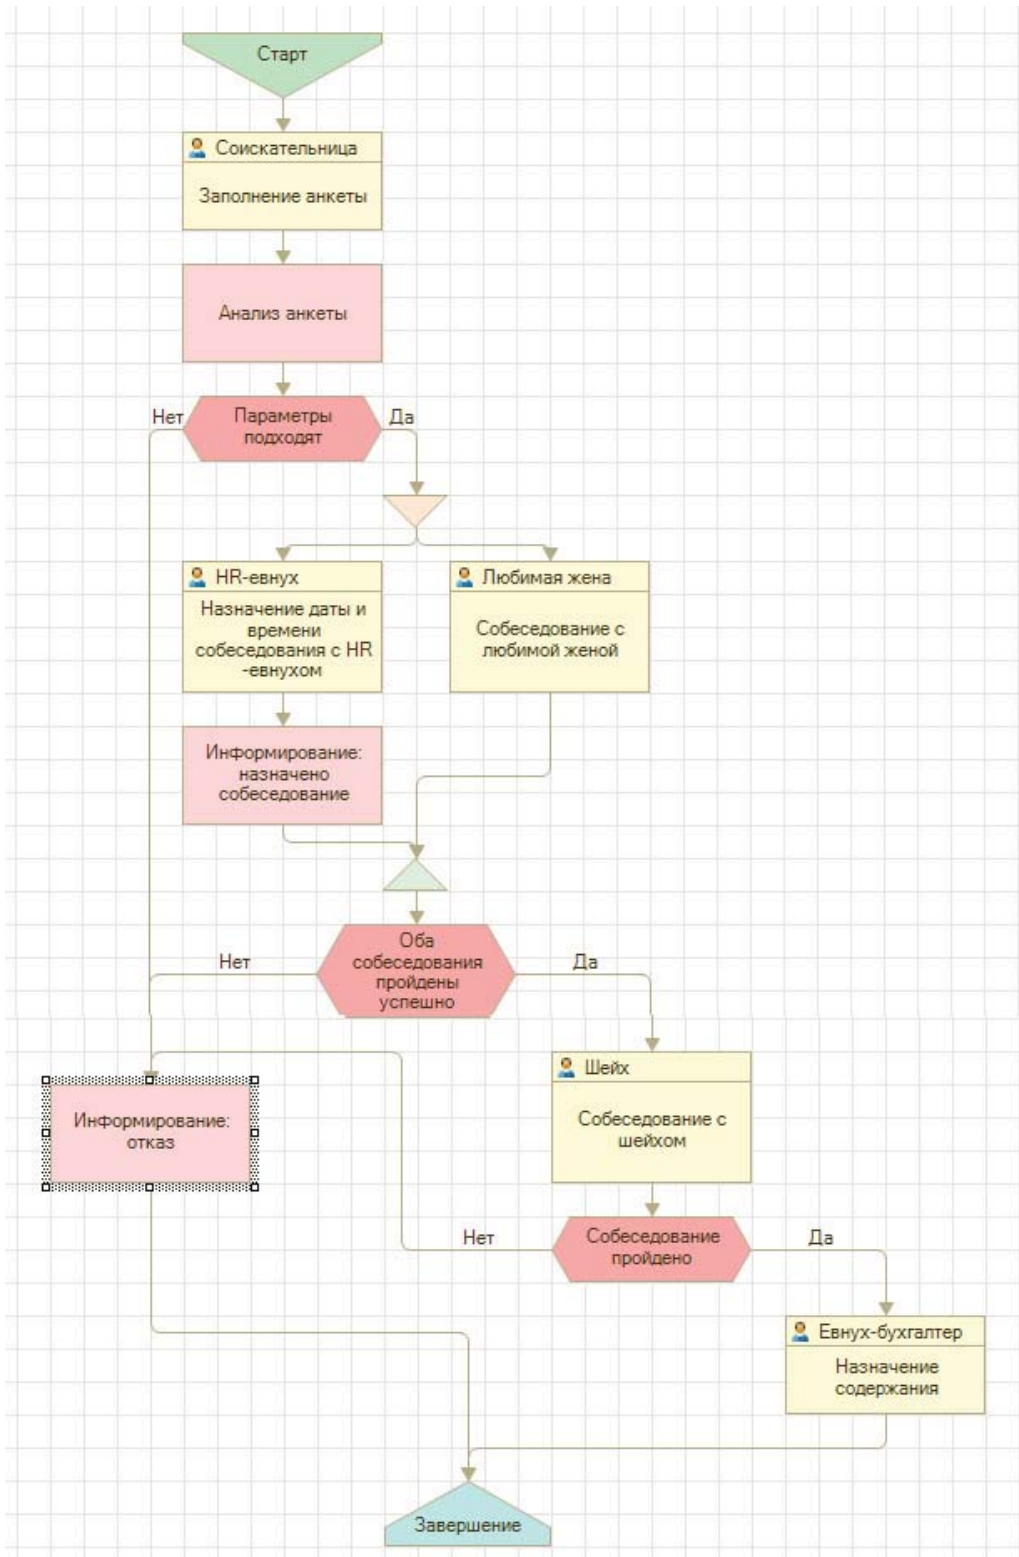 Старт
Соискательница
Заполнение анкеты
Анализ анкеты
Нет
Параметры
подходят
Да
HR-евнух
Назначение даты и
времени
собеседования с HR
-евнухом
Любимая жена
Собеседование с
любимой женой
Информирование:
назначено
собеседование
Нет
Оба
собеседования
пройдены
успешно
Да
Шейх
Собеседование с
шейхом
Информирование:
отказ
Нет
Собеседование
пройдено
Да
Евнух-бухгалтер
Назначение
содержания
Завершение